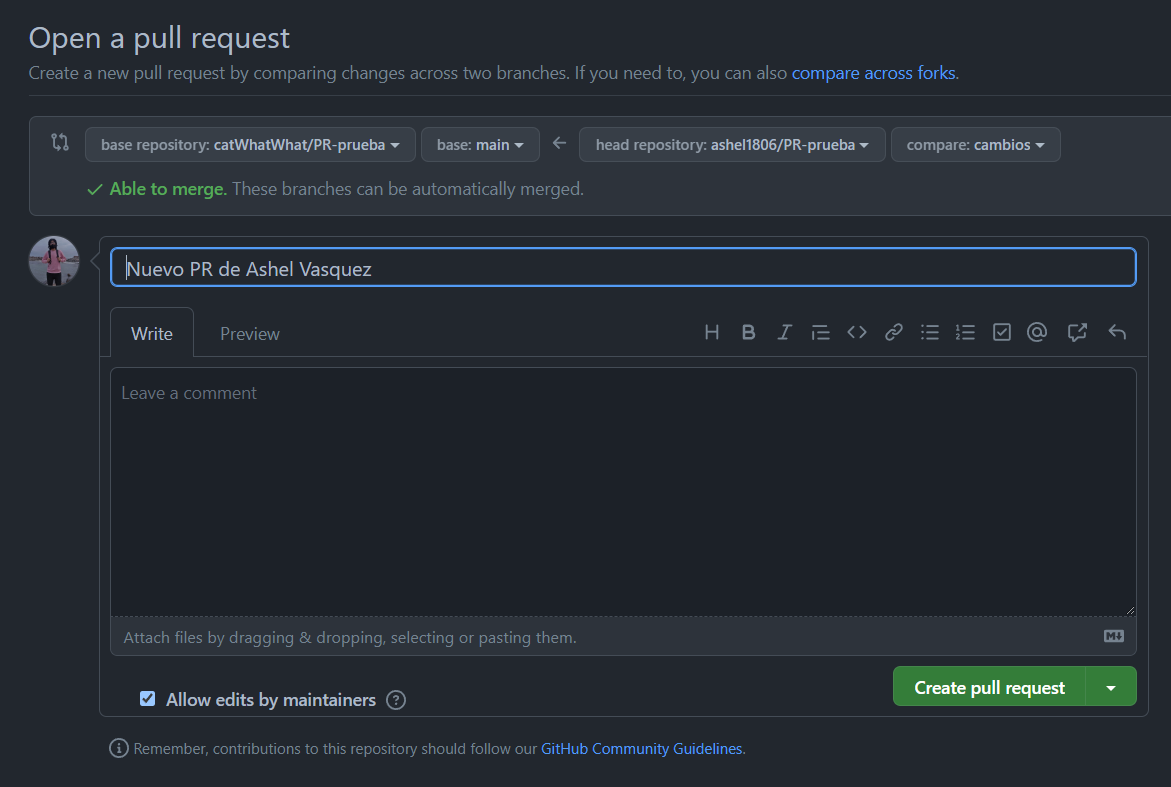 Open a pull request
Create a new pull request by comparing changes across two branches. If you need to, you can also compare across forks.
base repository: catWhatWhat/PR-prueba base: main head repository: ashel1806/PR-prueba compare: cambios
Able to merge. These branches can be automatically merged.
Nuevo PR de Ashel Vasquez
Write Preview H B I <> @
Leave a comment
Attach files by dragging & dropping, selecting or pasting them. M↓
Allow edits by maintainers ? Create pull request
Remember, contributions to this repository should follow our GitHub Community Guidelines.